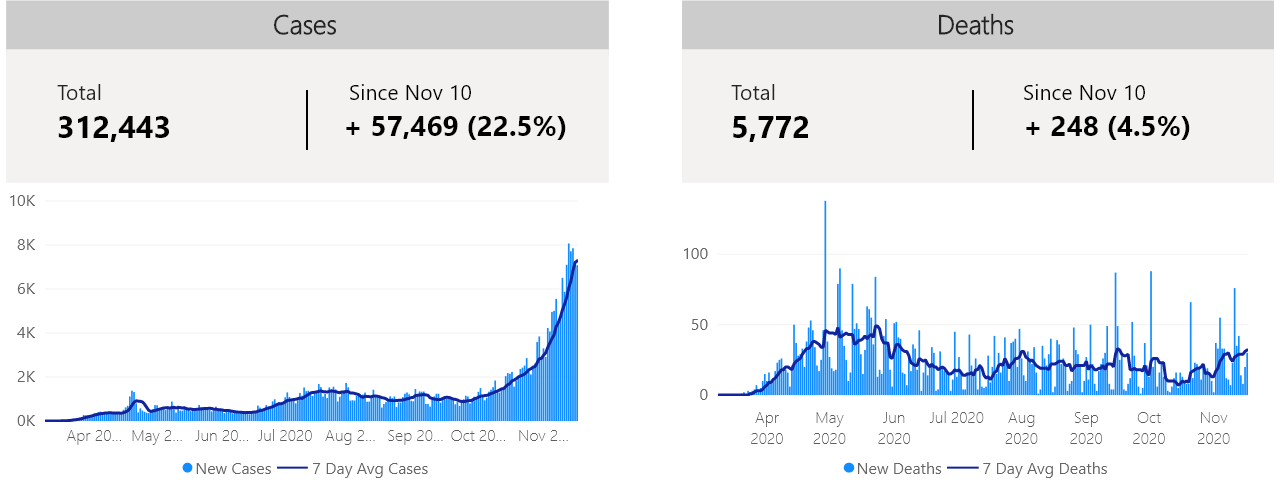 Cases
Total
312,443
Since Nov 10
+ 57,469 (22.5%)
10K
8K
6K
4K
2K
0K
Apr 20... May 2... Jun 20... Jul 2020 Aug 2... Sep 20... Oct 20... Nov 2...
New Cases 7 Day Avg Cases
Deaths
Total
5,772
Since Nov 10
+ 248 (4.5%)
100
50
0
Apr 2020 May 2020 Jun 2020 Jul 2020 Aug 2020 Sep 2020 Oct 2020 Nov 2020
New Deaths 7 Day Avg Deaths